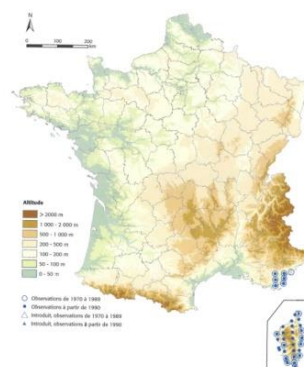 N
0 100 200
km
Altitude
> 2000 m
1 000 - 2 000 m
500 - 1 000 m
200 - 500 m
100 - 200 m
50 - 100 m
0 - 50 m
Observations de 1970 à 1989
Observations à partir de 1990
Introduit, observations de 1970 à 1989
Introduit, observations à partir de 1990